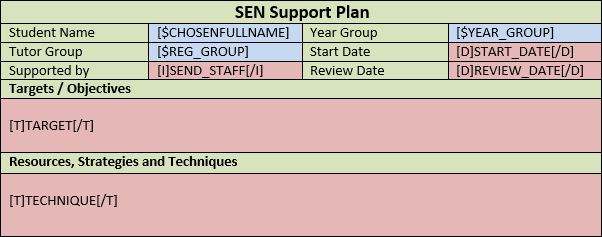 SEN Support Plan
Student Name [$CHOSENFULLNAME] Year Group [$YEAR_GROUP]
Tutor Group [$REG_GROUP] Start Date [D]START_DATE[/D]
Supported by [I]SEND_STAFF[/I] Review Date [D]REVIEW_DATE[/D]
Targets / Objectives
[T]TARGET[/T]
Resources, Strategies and Techniques
[T]TECHNIQUE[/T]